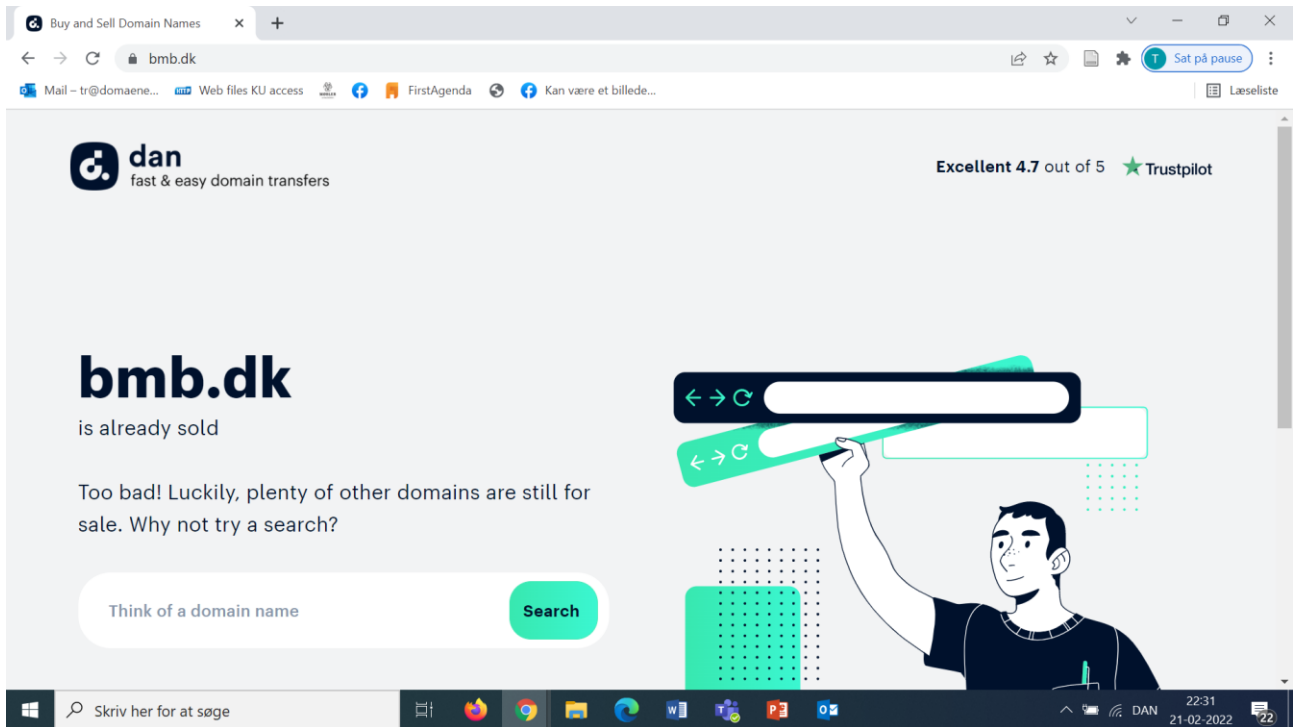 Buy and Sell Domain Names
bmb.dk
Sat på pause
Mail – tr@domaene...
Web files KU access
FirstAgenda
Kan være et billede...
Læseliste
dan
fast & easy domain transfers
Excellent 4.7 out of 5 Trustpilot
bmb.dk
is already sold
Too bad! Luckily, plenty of other domains are still for
sale. Why not try a search?
Think of a domain name
Search
Skriv her for at søge
DAN
22:31
21-02-2022
22